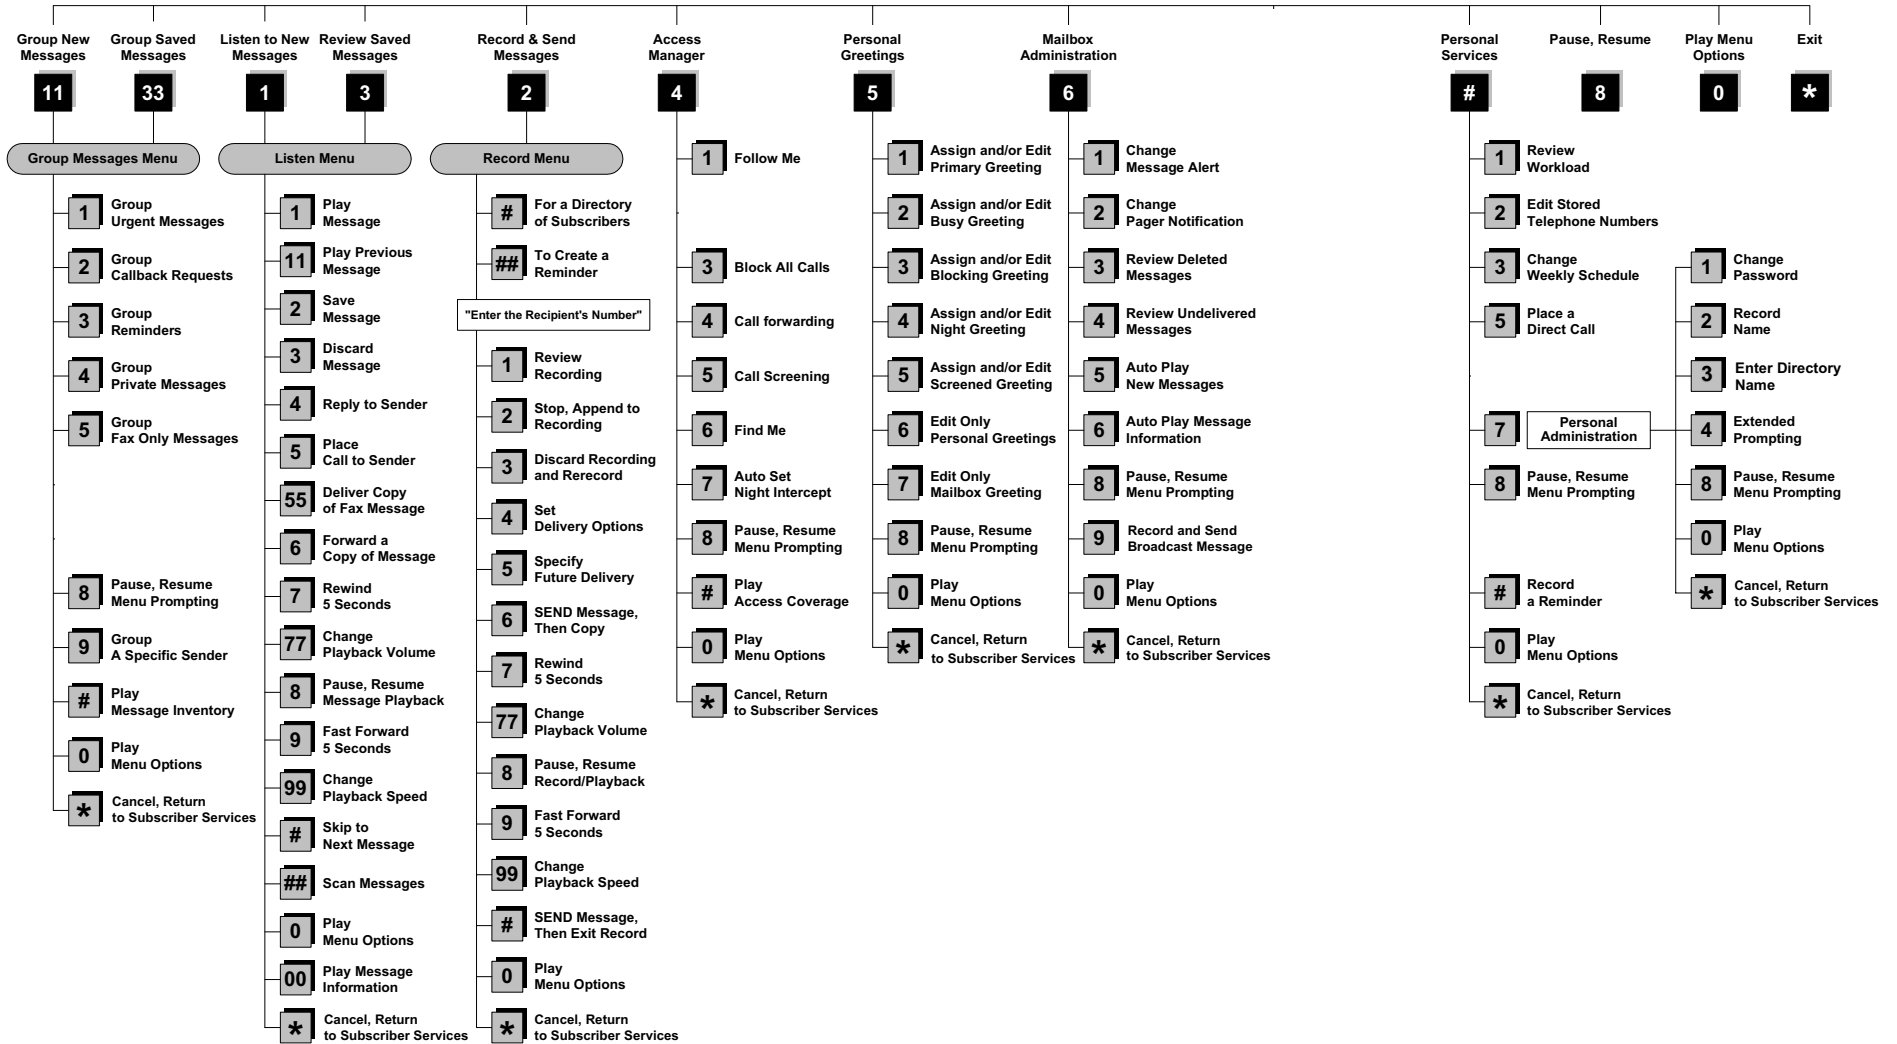 Group New
Messages
11
Group Saved
Messages
33
Listen to New
Messages
1
Review Saved
Messages
3
Record & Send
Messages
2
Access
Manager
4
Personal
Greetings
5
Mailbox
Administration
6
Personal
Services
#
Pause, Resume
8
Play Menu
Options
0
Exit
*
Group Messages Menu
1 Group
Urgent Messages
2 Group
Callback Requests
3 Group
Reminders
4 Group
Private Messages
5 Group
Fax Only Messages
8 Pause, Resume
Menu Prompting
9 Group
A Specific Sender
# Play
Message Inventory
0 Play
Menu Options
* Cancel, Return
to Subscriber Services
Listen Menu
1 Play
Message
11 Play Previous
Message
2 Save
Message
3 Discard
Message
4 Reply to Sender
5 Place
Call to Sender
55 Deliver Copy
of Fax Message
6 Forward a
Copy of Message
7 Rewind
5 Seconds
77 Change
Playback Volume
8 Pause, Resume
Message Playback
9 Fast Forward
5 Seconds
99 Change
Playback Speed
# Skip to
Next Message
## Scan Messages
0 Play
Menu Options
00 Play Message
Information
* Cancel, Return
to Subscriber Services
Record Menu
# For a Directory
of Subscribers
## To Create a
Reminder
"Enter the Recipient's Number"
1 Review
Recording
2 Stop, Append to
Recording
3 Discard Recording
and Rerecord
4 Set
Delivery Options
5 Specify
Future Delivery
6 SEND Message,
Then Copy
7 Rewind
5 Seconds
77 Change
Playback Volume
8 Pause, Resume
Record/Playback
9 Fast Forward
5 Seconds
99 Change
Playback Speed
# SEND Message,
Then Exit Record
0 Play
Menu Options
* Cancel, Return
to Subscriber Services
1 Follow Me
3 Block All Calls
4 Call forwarding
5 Call Screening
6 Find Me
7 Auto Set
Night Intercept
8 Pause, Resume
Menu Prompting
# Play
Access Coverage
0 Play
Menu Options
* Cancel, Return
to Subscriber Services
1 Assign and/or Edit
Primary Greeting
2 Assign and/or Edit
Busy Greeting
3 Assign and/or Edit
Blocking Greeting
4 Assign and/or Edit
Night Greeting
5 Assign and/or Edit
Screened Greeting
6 Edit Only
Personal Greetings
7 Edit Only
Mailbox Greeting
8 Pause, Resume
Menu Prompting
0 Play
Menu Options
* Cancel, Return
to Subscriber Services
1 Change
Message Alert
2 Change
Pager Notification
3 Review Deleted
Messages
4 Review Undelivered
Messages
5 Auto Play
New Messages
6 Auto Play Message
Information
8 Pause, Resume
Menu Prompting
9 Record and Send
Broadcast Message
0 Play
Menu Options
* Cancel, Return
to Subscriber Services
1 Review
Workload
2 Edit Stored
Telephone Numbers
3 Change
Weekly Schedule
5 Place a
Direct Call
7 Personal
Administration
8 Pause, Resume
Menu Prompting
# Record
a Reminder
0 Play
Menu Options
* Cancel, Return
to Subscriber Services
1 Change
Password
2 Record
Name
3 Enter Directory
Name
4 Extended
Prompting
8 Pause, Resume
Menu Prompting
0 Play
Menu Options
* Cancel, Return
to Subscriber Services